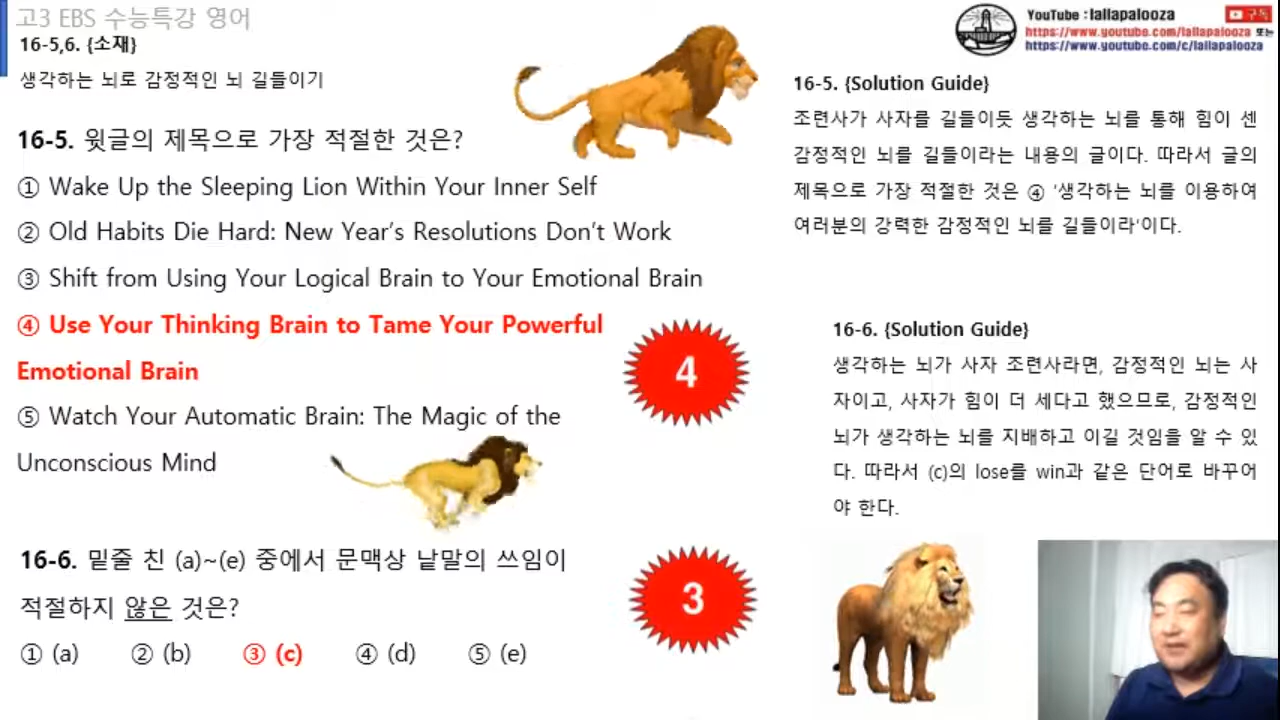 고3 EBS 수능특강 영어
16-5,6. {소재}
생각하는 뇌로 감정적인 뇌 길들이기
16-5. 윗글의 제목으로 가장 적절한 것은?
① Wake Up the Sleeping Lion Within Your Inner Self
② Old Habits Die Hard: New Year's Resolutions Don't Work
③ Shift from Using Your Logical Brain to Your Emotional Brain
④ Use Your Thinking Brain to Tame Your Powerful
Emotional Brain
⑤ Watch Your Automatic Brain: The Magic of the
Unconscious Mind
4
16-6. 밑줄 친 (a)~(e) 중에서 문맥상 낱말의 쓰임이
적절하지 않은 것은?
① (a) ② (b) ③ (c) ④ (d) ⑤ (e)
3
YouTube : lallapalooza
구독
https://www.youtube.com/lallapalooza 또는
https://www.youtube.com/c/lallapalooza
16-5. {Solution Guide}
조련사가 사자를 길들이듯 생각하는 뇌를 통해 힘이 센
감정적인 뇌를 길들이라는 내용의 글이다. 따라서 글의
제목으로 가장 적절한 것은 ④ '생각하는 뇌를 이용하여
여러분의 강력한 감정적인 뇌를 길들이라'이다.
16-6. {Solution Guide}
생각하는 뇌가 사자 조련사라면, 감정적인 뇌는 사
자이고, 사자가 힘이 더 세다고 했으므로, 감정적인
뇌가 생각하는 뇌를 지배하고 이길 것임을 알 수 있
다. 따라서 (c)의 lose를 win과 같은 단어로 바꾸어
야 한다.